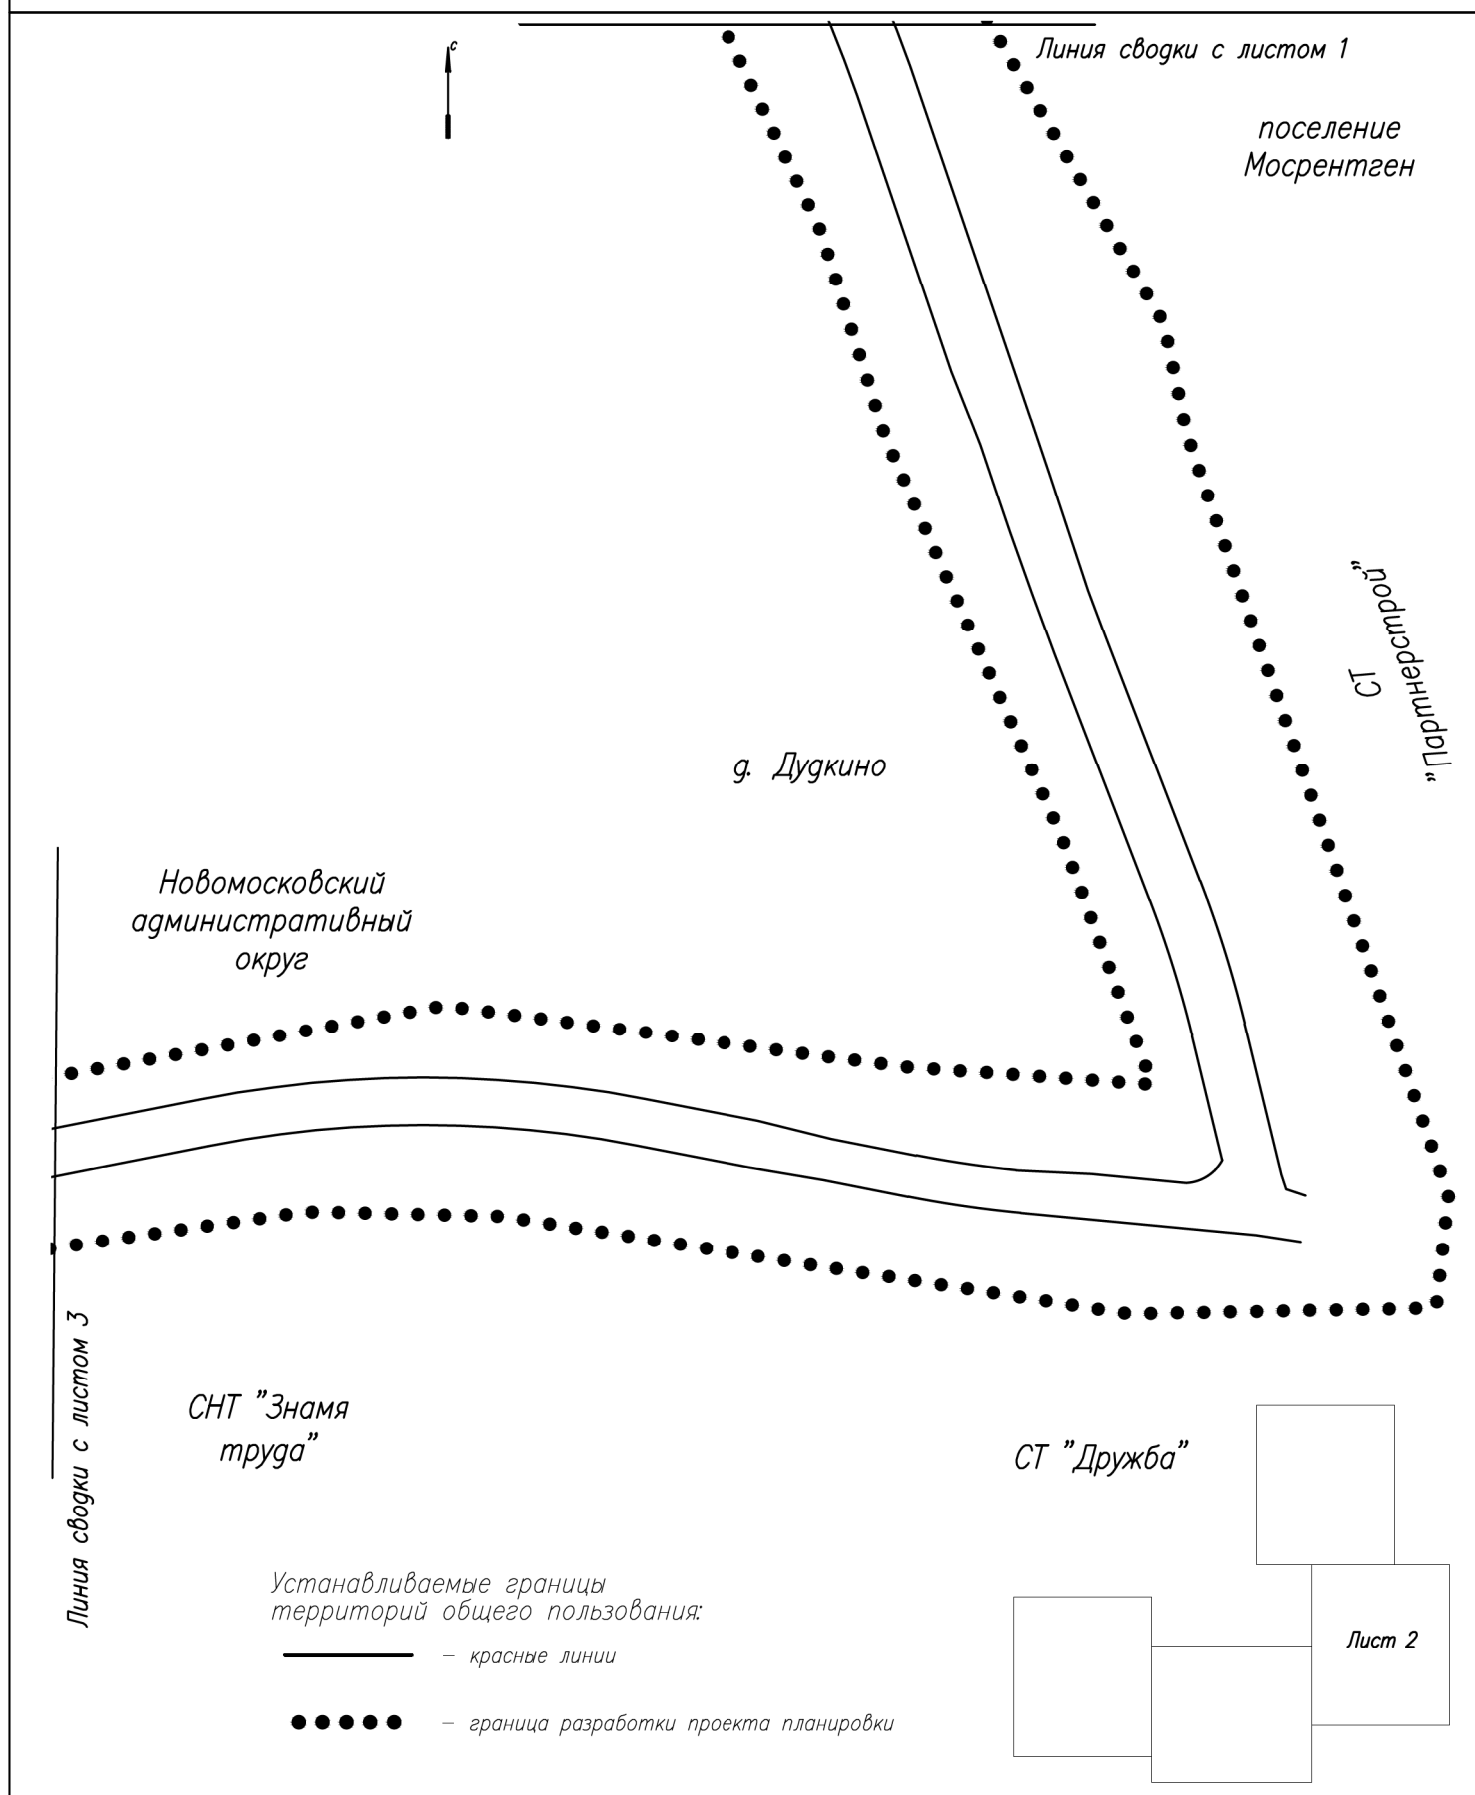 с
Линия сводки с листом 1
поселение
Мосрентген
СТ
"Партнерстрой"
д. Дудкино
Новомосковский
административный
округ
Линия сводки с листом 3
СНТ "Знамя
труда"
СТ "Дружба"
Устанавливаемые границы
территорий общего пользования:
– красные линии
– граница разработки проекта планировки
Лист 2